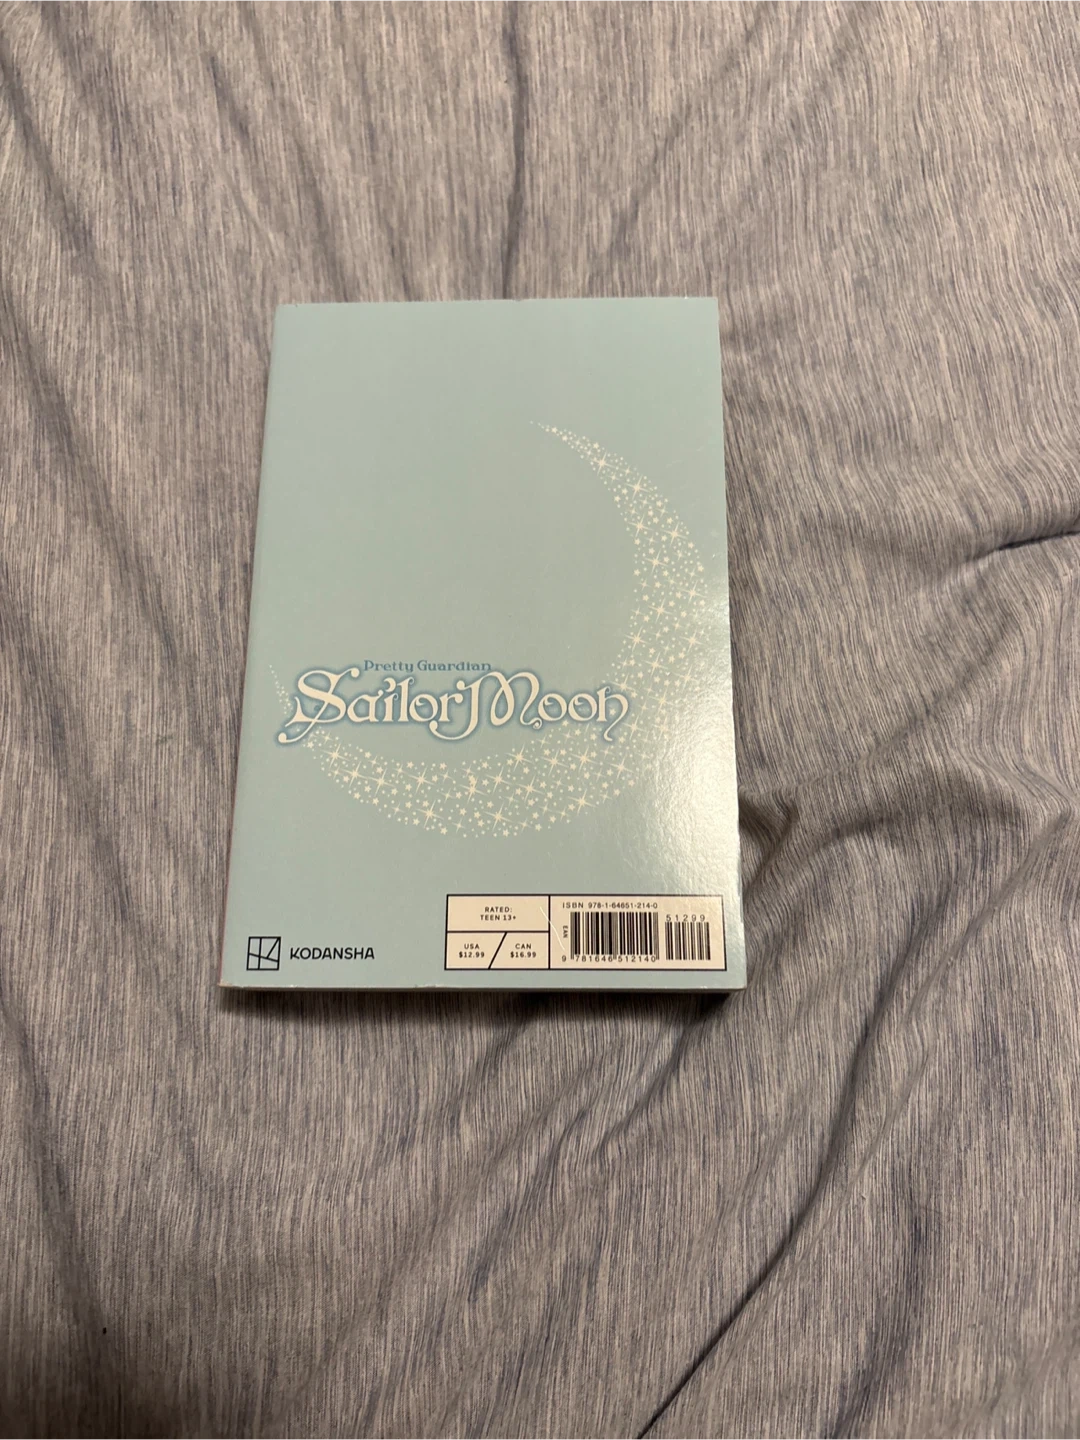 Pretty Guardian
Sailor Moon
RATED:
TEEN 13+
USA
$12.99
CAN
$16.99
ISBN 978-1-64651-214-0
51299
EAN
9 781646 512140
KODANSHA